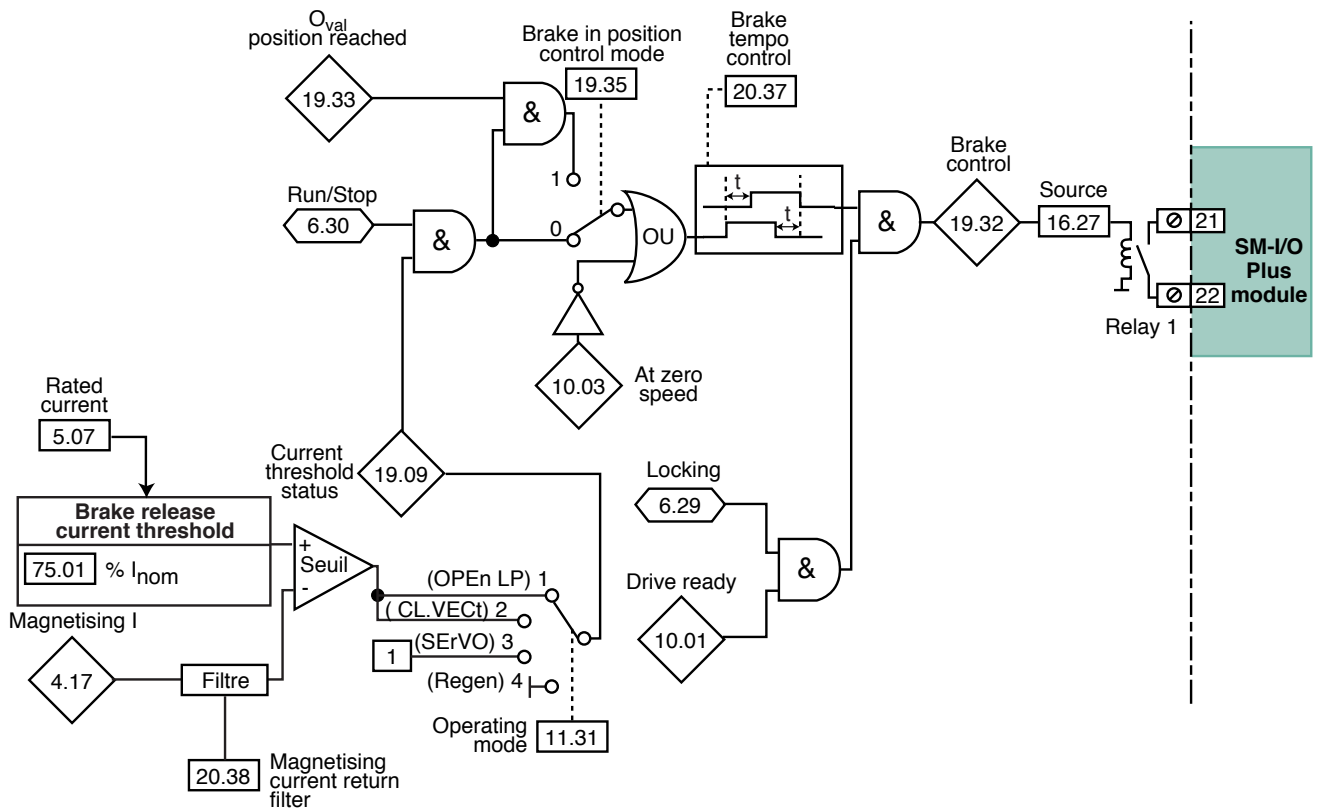 Oval
position reached
19.33
&
1
Brake in position
control mode
19.35
Brake
tempo
control
20.37
Run/Stop
6.30
&
0
OU
t
t
&
Brake
control
19.32
Source
16.27
21
22
SM-I/O
Plus
module
Relay 1
10.03
At zero
speed
Rated
current
5.07
Current
threshold
status
19.09
Locking
6.29
&
Drive ready
10.01
Brake release
current threshold
75.01 % Inom
+
Seuil
-
(OPEn LP) 1
( CL.VECt) 2
1
(SErVO) 3
(Regen) 4
Operating
mode
11.31
Magnetising I
4.17
Filtre
20.38
Magnetising
current return
filter